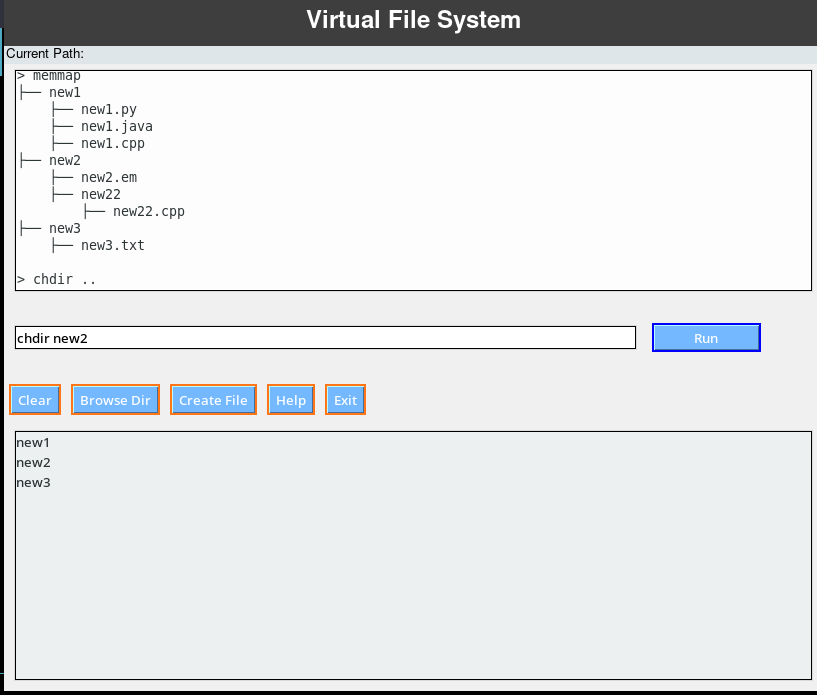 Virtual File System
Current Path:
> memmap
├── new1
    ├── new1.py
    ├── new1.java
    ├── new1.cpp
├── new2
    ├── new2.em
    ├── new22
        ├── new22.cpp
├── new3
    ├── new3.txt
> chdir ..
chdir new2 Run
Clear Browse Dir Create File Help Exit
new1
new2
new3